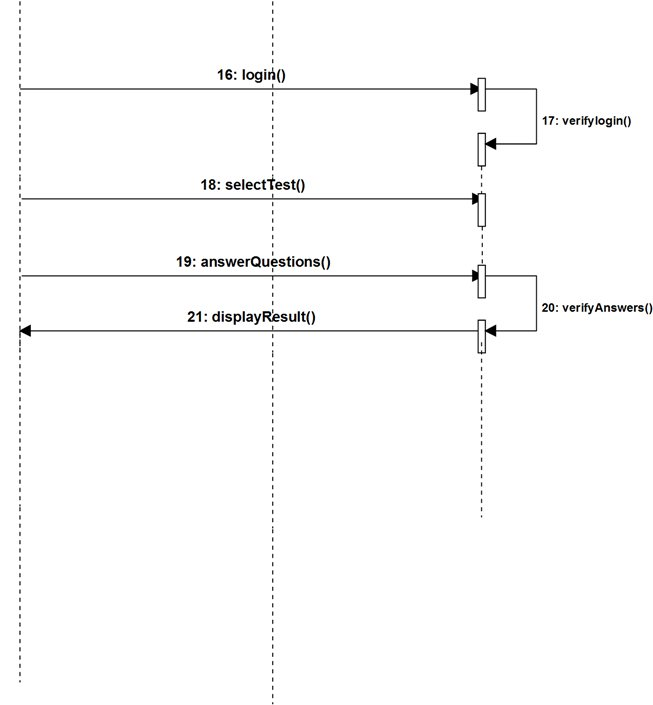 16: login()
17: verifylogin()
18: selectTest()
19: answerQuestions()
20: verifyAnswers()
21: displayResult()